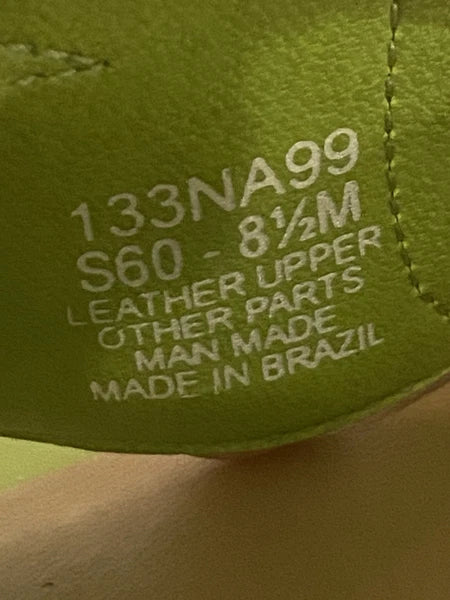 133NA99
S60 - 8½M
LEATHER UPPER
OTHER PARTS
MAN MADE
MADE IN BRAZIL